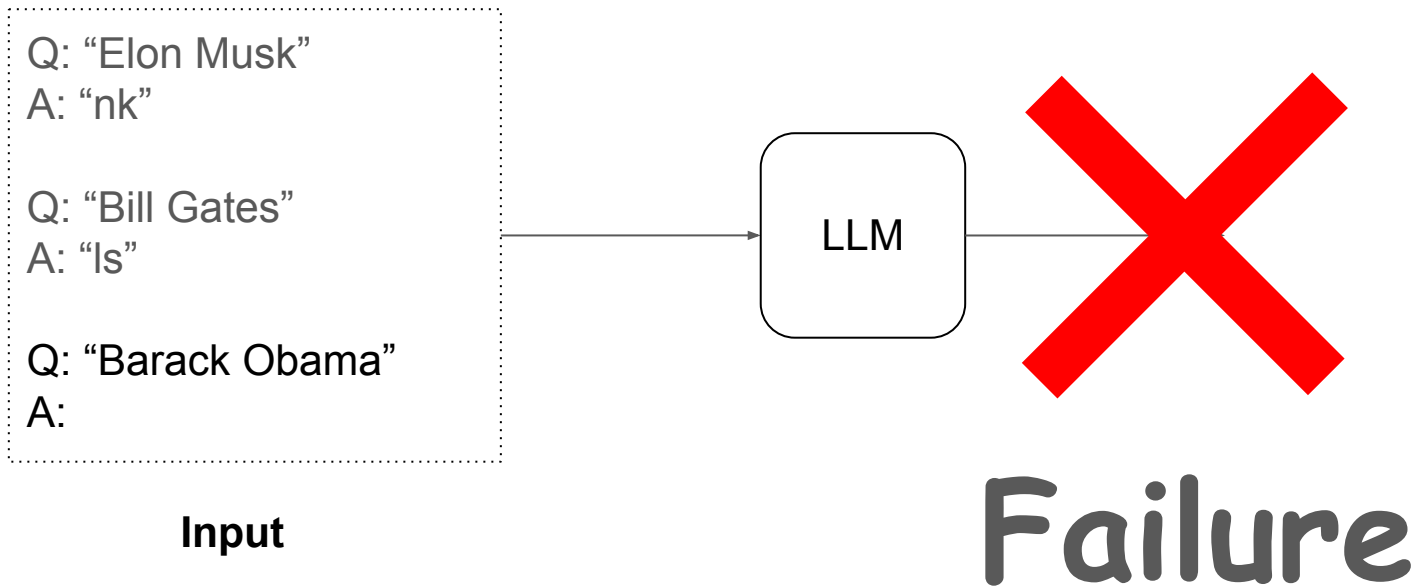 Q: “Elon Musk”
A: “nk”
Q: “Bill Gates”
A: “ls”
Q: “Barack Obama”
A:
LLM
Input
Failure